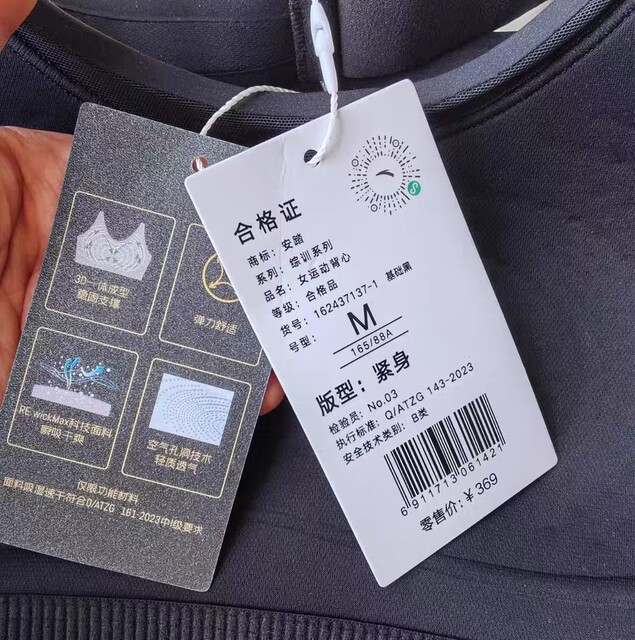 3D一体成型
稳固支撑
弹力舒适
RE wickMax科技面料
瞬吸干爽
空气孔洞技术
轻质透气
仅限功能材料
面料吸湿速干符合Q/ATZG 161-2023中I级要求
合格证
商标：安踏
系列：综训系列
品名：女运动背心
等级：合格品
货号：162437137-1 基础黑
号型：M
165/88A
版型：紧身
检验员：No.03
执行标准：Q/ATZG 143-2023
安全技术类别：B类
6 911713 061421
零售价：￥369